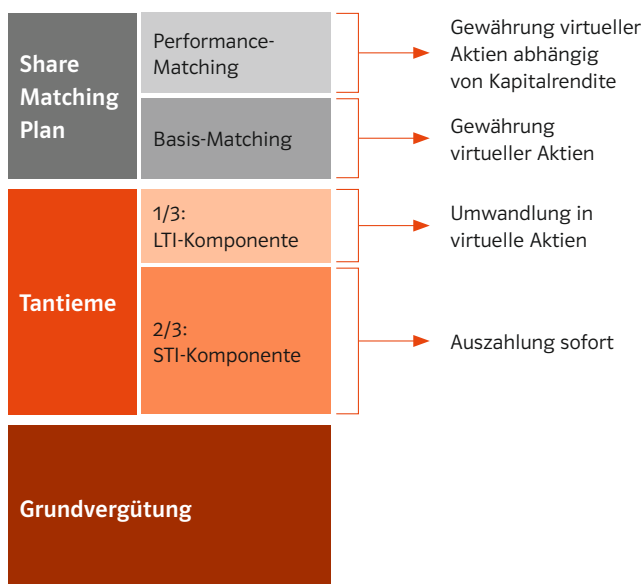 Share
Matching
Plan
Performance-
Matching
Gewährung virtueller
Aktien abhängig
von Kapitalrendite
Basis-Matching
Gewährung
virtueller Aktien
Tantieme
1/3:
LTI-Komponente
Umwandlung in
virtuelle Aktien
2/3:
STI-Komponente
Auszahlung sofort
Grundvergütung